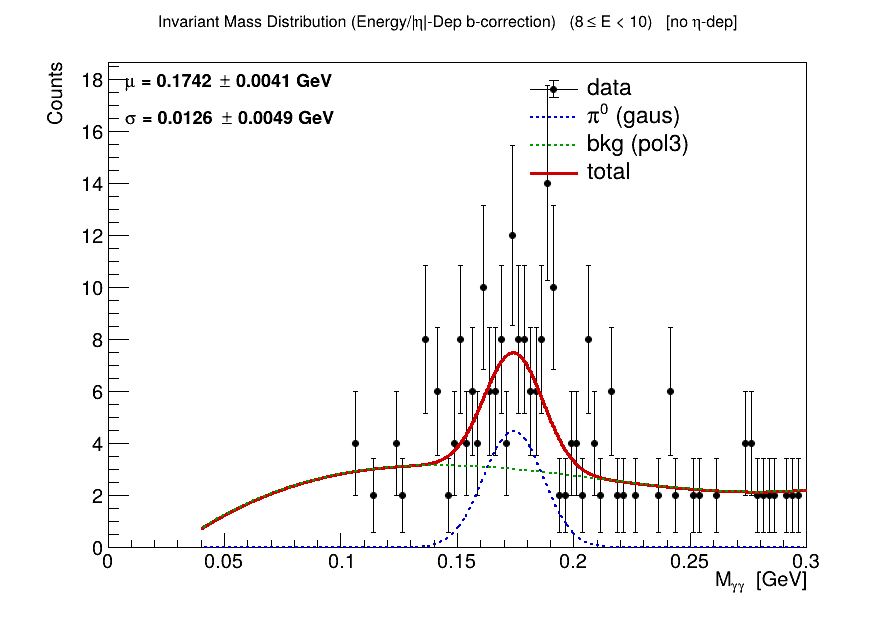 Invariant Mass Distribution (Energy/|η|-Dep b-correction) (8 ≤ E < 10) [no η-dep]
Counts
μ = 0.1742 ± 0.0041 GeV
σ = 0.0126 ± 0.0049 GeV
data
π⁰ (gaus)
bkg (pol3)
total
18
16
14
12
10
8
6
4
2
0
0 0.05 0.1 0.15 0.2 0.25 0.3
Mγγ [GeV]